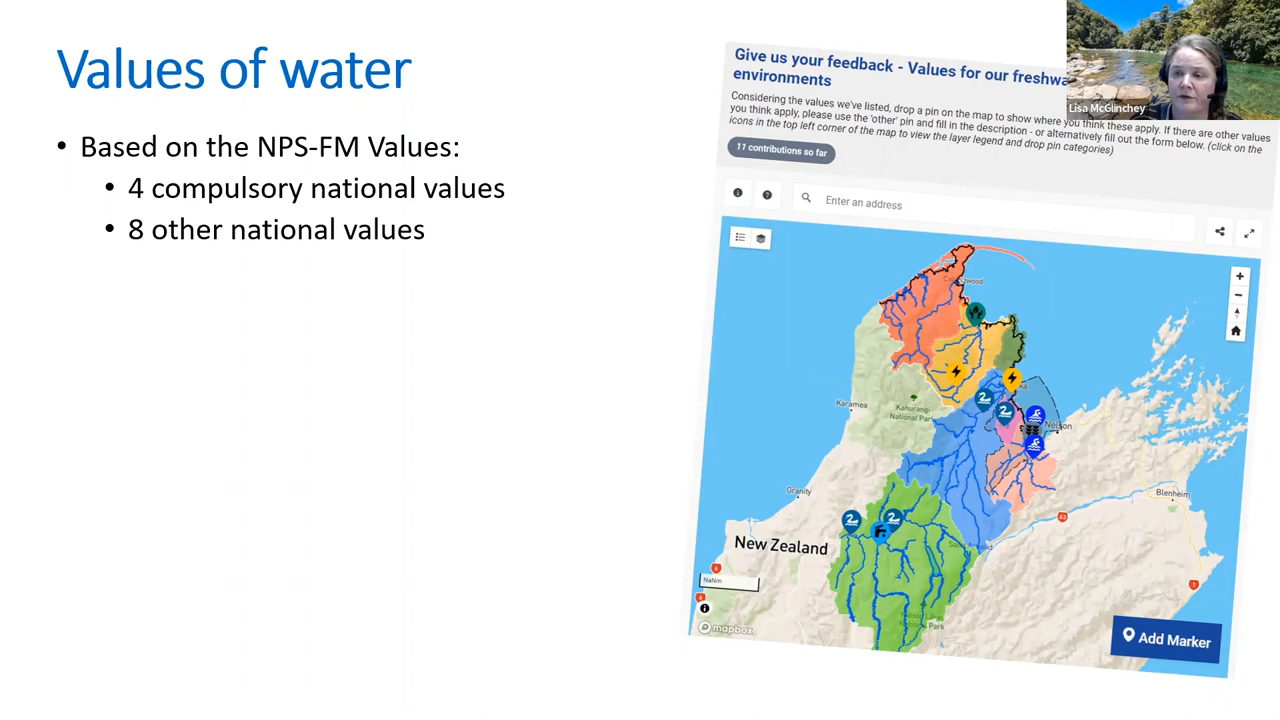 Values of water
• Based on the NPS-FM Values:
• 4 compulsory national values
• 8 other national values
Give us your feedback - Values for our freshwa
environments
Considering the values we've listed, drop a pin on the map to show where you think these apply. If there are other values
you think apply, please use the 'other' pin and fill in the description - or alternatively fill out the form below. (click on the
icons in the top left corner of the map to view the layer legend and drop pin categories)
11 contributions so far
Enter an address
Karamea
Kahurangi
National Park
Nelson
Granity
Blenheim
63
New Zealand
6
NaNm
6
1
mapbox
Add Marker
Lisa McGlinchey